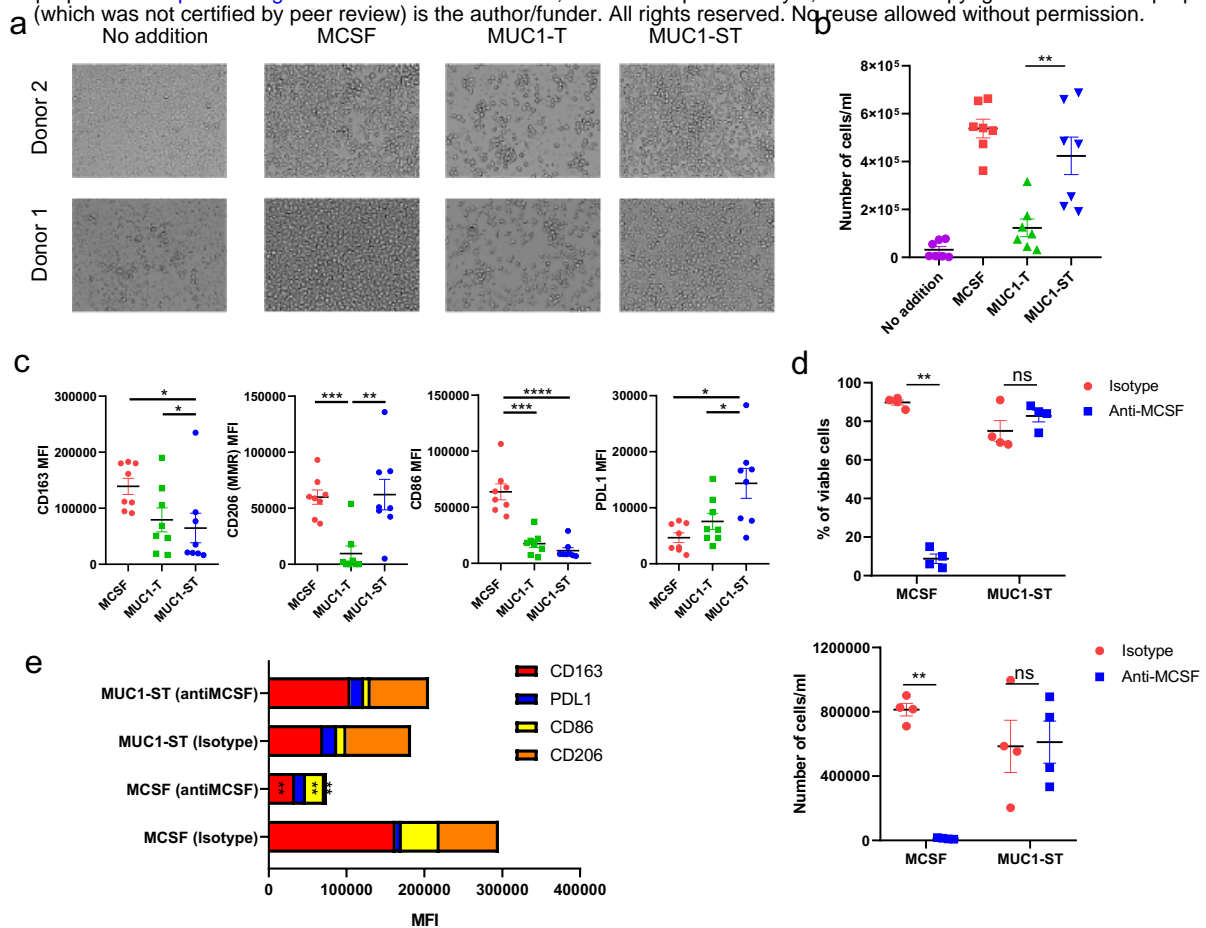 (which was not certified by peer review) is the author/funder. All rights reserved. No reuse allowed without permission.
a
No addition
MCSF
MUC1-T
MUC1-ST
Donor 2
Donor 1
b
**
8×10⁵
6×10⁵
4×10⁵
2×10⁵
0
Number of cells/ml
No addition
MCSF
MUC1-T
MUC1-ST
c
300000
200000
100000
0
CD163 MFI
*
*
MCSF
MUC1-T
MUC1-ST
150000
100000
50000
0
CD206 (MMR) MFI
***
**
MCSF
MUC1-T
MUC1-ST
150000
100000
50000
0
CD86 MFI
****
***
MCSF
MUC1-T
MUC1-ST
30000
20000
10000
0
PDL1 MFI
*
*
MCSF
MUC1-T
MUC1-ST
d
100
80
60
40
20
0
% of viable cells
**
ns
Isotype
Anti-MCSF
MCSF
MUC1-ST
1200000
800000
400000
0
Number of cells/ml
**
ns
Isotype
Anti-MCSF
MCSF
MUC1-ST
e
MUC1-ST (antiMCSF)
MUC1-ST (Isotype)
MCSF (antiMCSF)
MCSF (Isotype)
**
**
**
CD163
PDL1
CD86
CD206
0
100000
200000
300000
400000
MFI